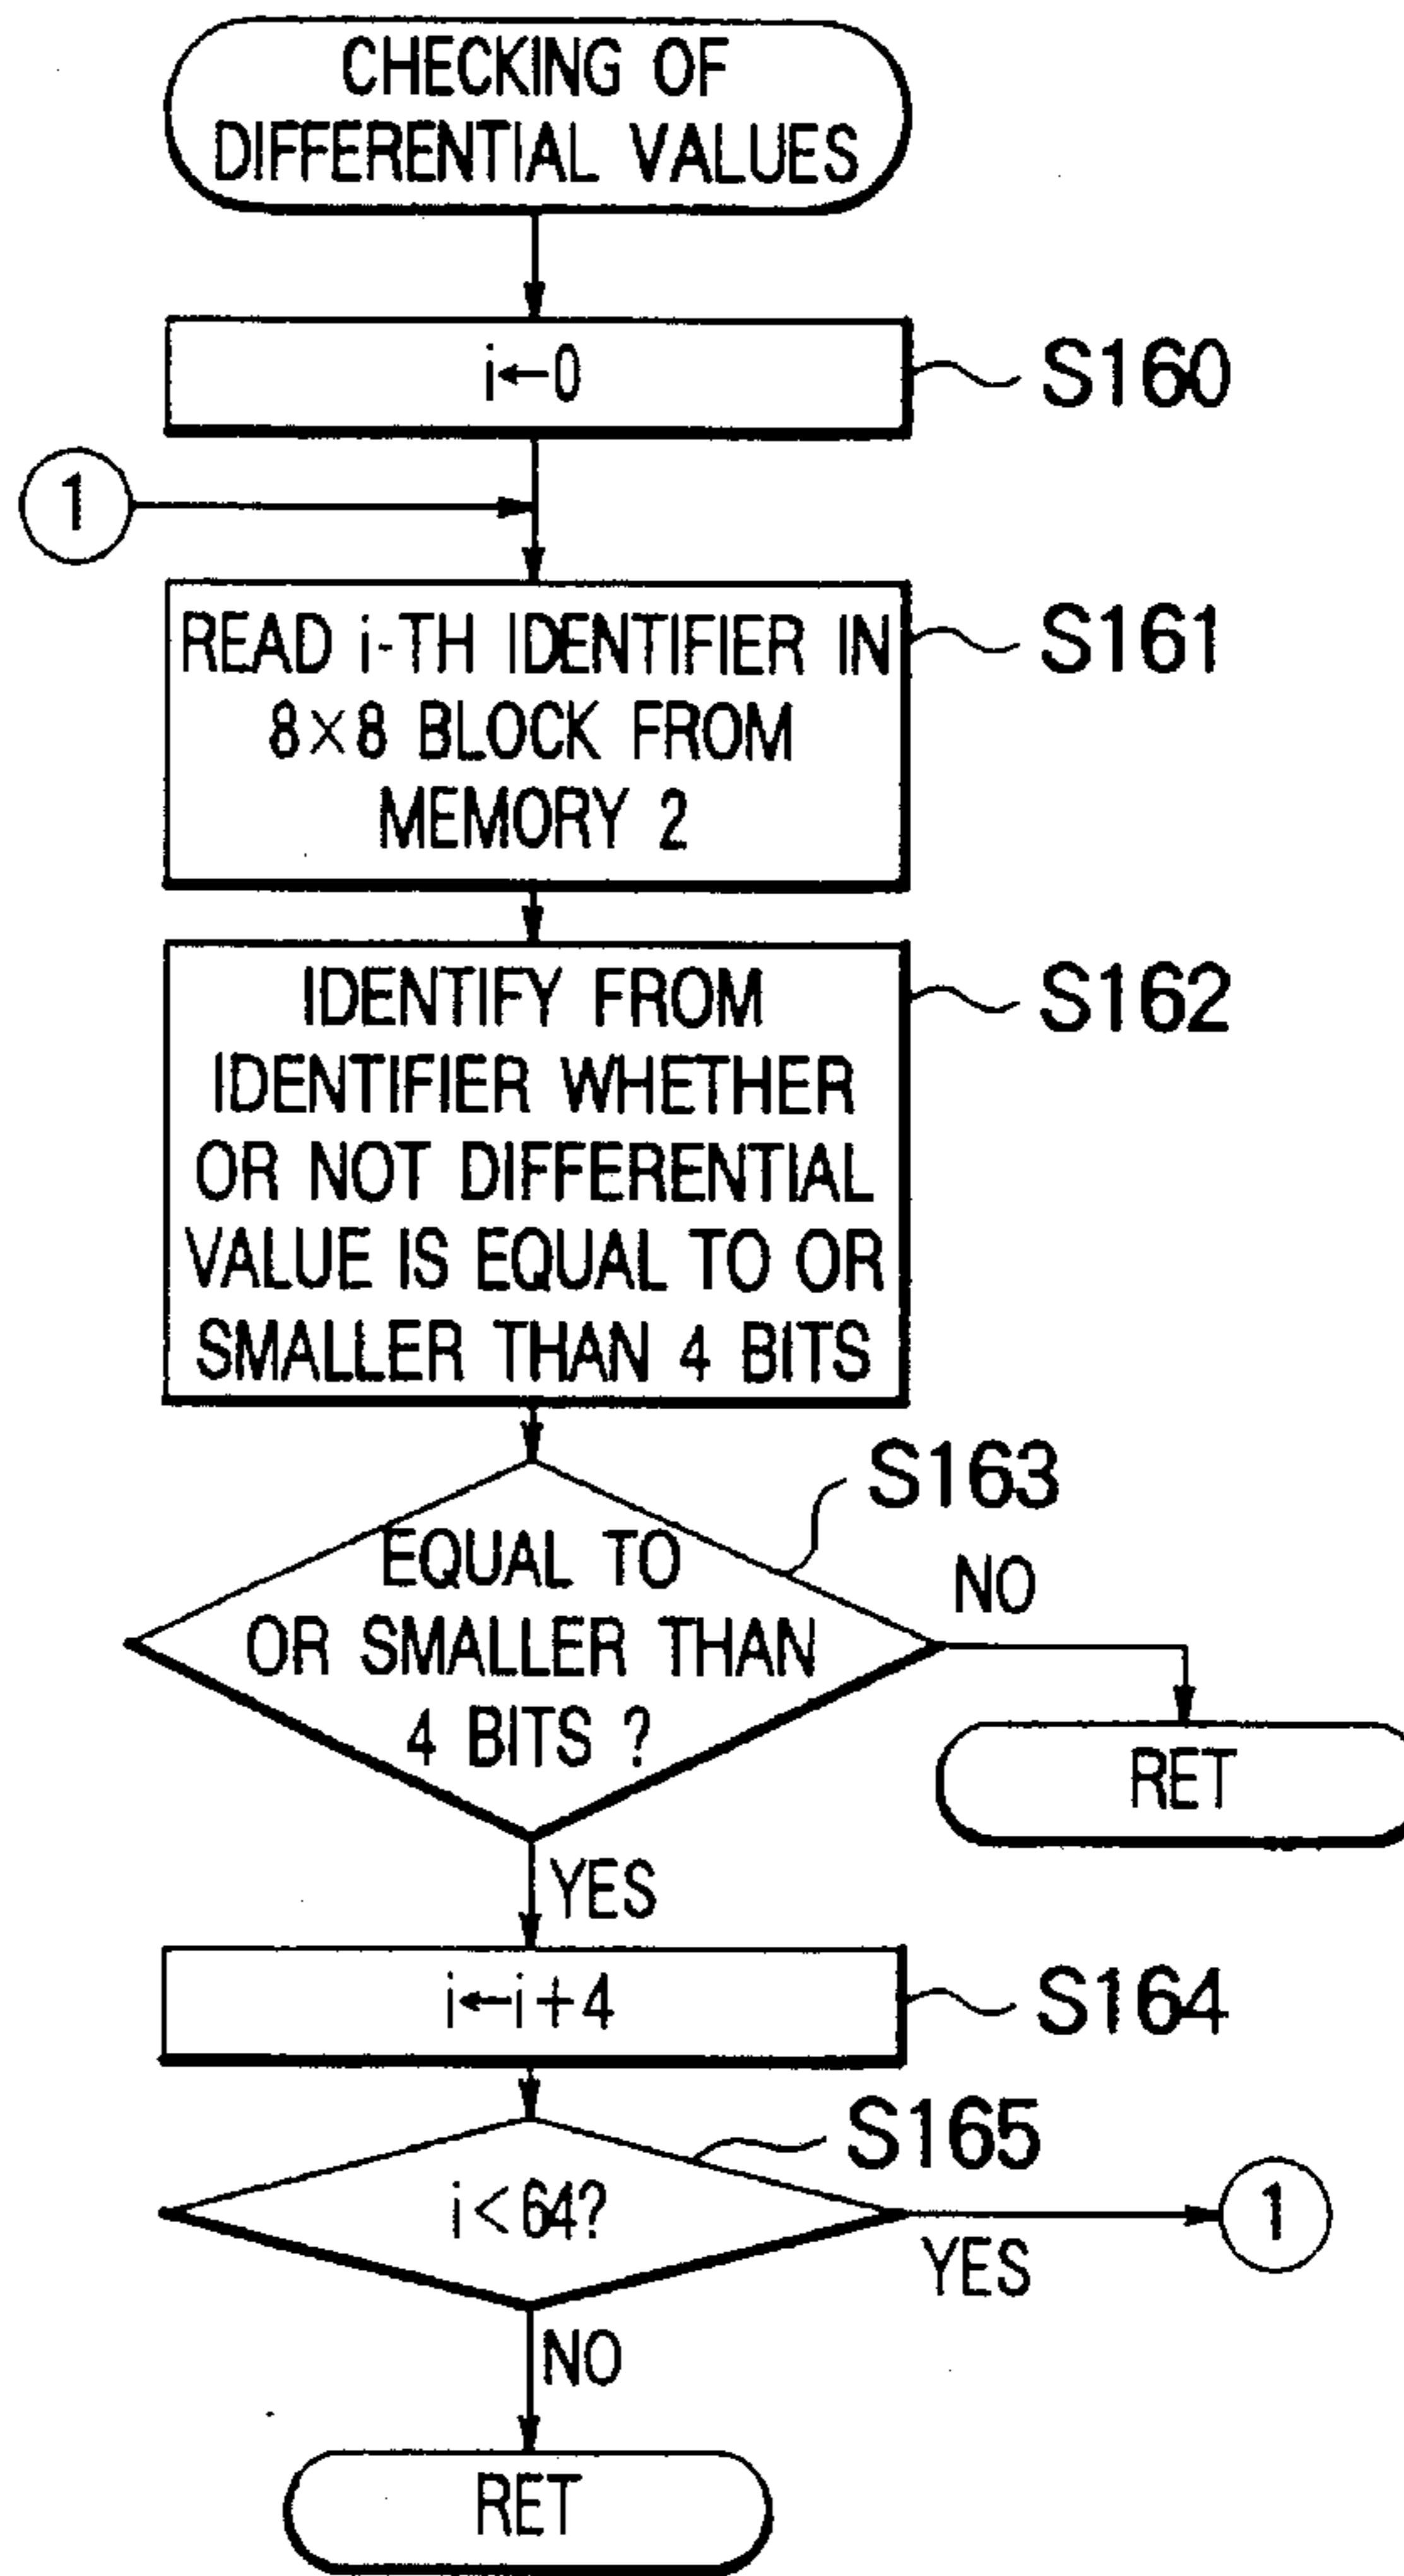 CHECKING OF
DIFFERENTIAL VALUES
i←0
S160
1
READ i-TH IDENTIFIER IN
8×8 BLOCK FROM
MEMORY 2
S161
IDENTIFY FROM
IDENTIFIER WHETHER
OR NOT DIFFERENTIAL
VALUE IS EQUAL TO OR
SMALLER THAN 4 BITS
S162
EQUAL TO
OR SMALLER THAN
4 BITS ?
S163
NO
RET
YES
i←i+4
S164
i<64?
S165
YES
1
NO
RET